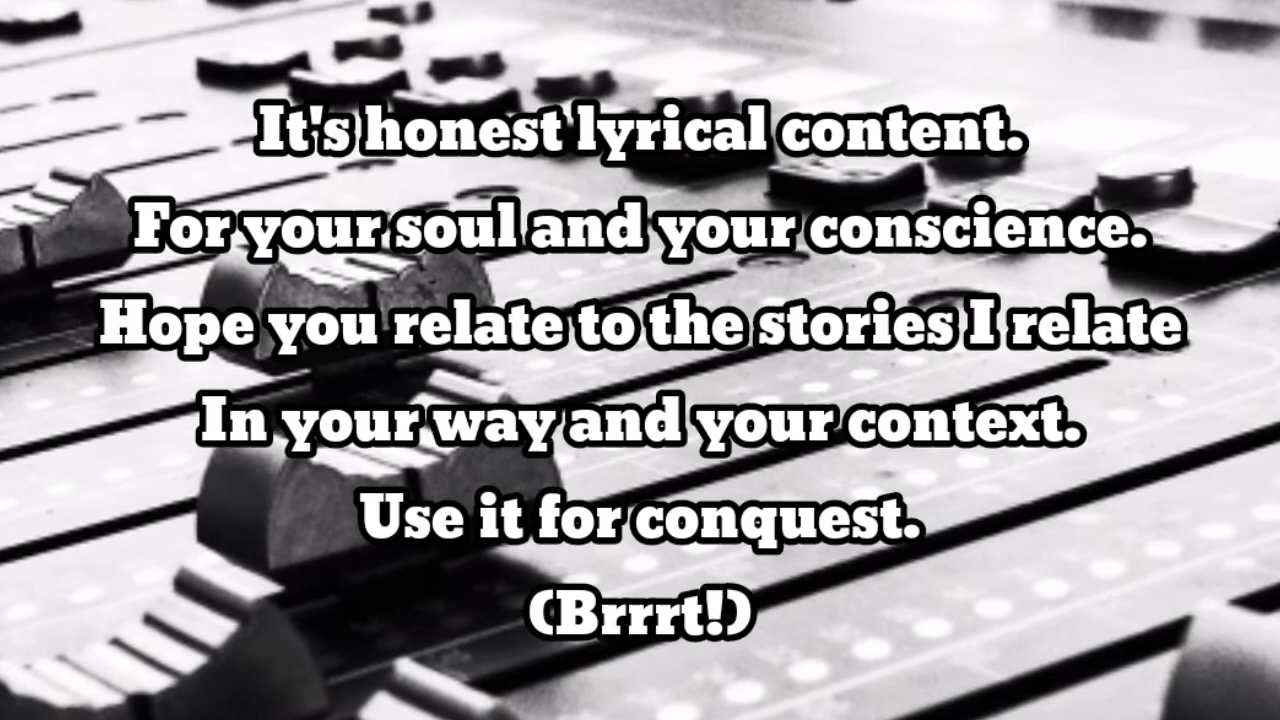 It's honest lyrical content.
For your soul and your conscience.
Hope you relate to the stories I relate
In your way and your context.
Use it for conquest.
(Brrrt!)